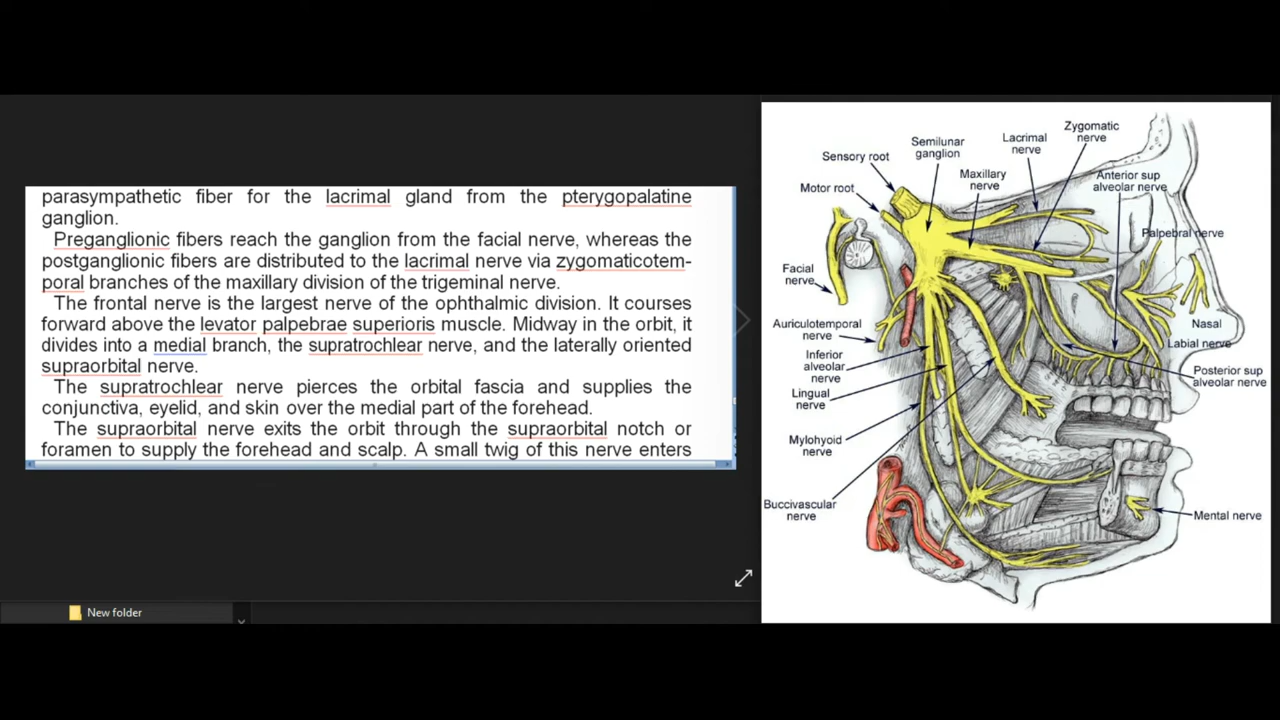 parasympathetic fiber for the lacrimal gland from the pterygopalatine
ganglion.
Preganglionic fibers reach the ganglion from the facial nerve, whereas the
postganglionic fibers are distributed to the lacrimal nerve via zygomaticotem-
poral branches of the maxillary division of the trigeminal nerve.
The frontal nerve is the largest nerve of the ophthalmic division. It courses
forward above the levator palpebrae superioris muscle. Midway in the orbit, it
divides into a medial branch, the supratrochlear nerve, and the laterally oriented
supraorbital nerve.
The supratrochlear nerve pierces the orbital fascia and supplies the
conjunctiva, eyelid, and skin over the medial part of the forehead.
The supraorbital nerve exits the orbit through the supraorbital notch or
foramen to supply the forehead and scalp. A small twig of this nerve enters
New folder
Zygomatic
nerve
Lacrimal
nerve
Semilunar
ganglion
Sensory root
Maxillary
nerve
Anterior sup
alveolar nerve
Motor root
Palpebral nerve
Facial
nerve
Nasal
Auriculotemporal
nerve
Labial nerve
Inferior
alveolar
nerve
Posterior sup
alveolar nerve
Lingual
nerve
Mylohyoid
nerve
Buccivascular
nerve
Mental nerve